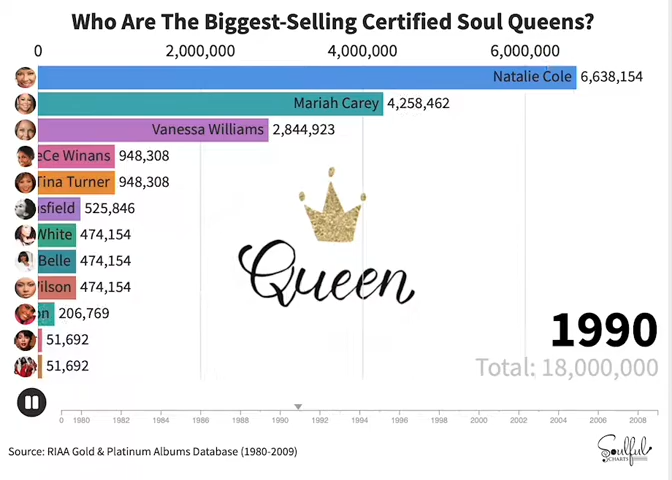 Who Are The Biggest-Selling Certified Soul Queens?
0 2,000,000 4,000,000 6,000,000
Natalie Cole 6,638,154
Mariah Carey 4,258,462
Vanessa Williams 2,844,923
eCe Winans 948,308
Tina Turner 948,308
sfield 525,846
White 474,154
Belle 474,154
ilson 474,154
on 206,769
51,692
51,692
Queen
1990
Total: 18,000,000
0 1980 1982 1984 1986 1988 1990 1992 1994 1996 1998 2000 2002 2004 2006 2008
Source: RIAA Gold & Platinum Albums Database (1980-2009)
Soulful
CHARTS